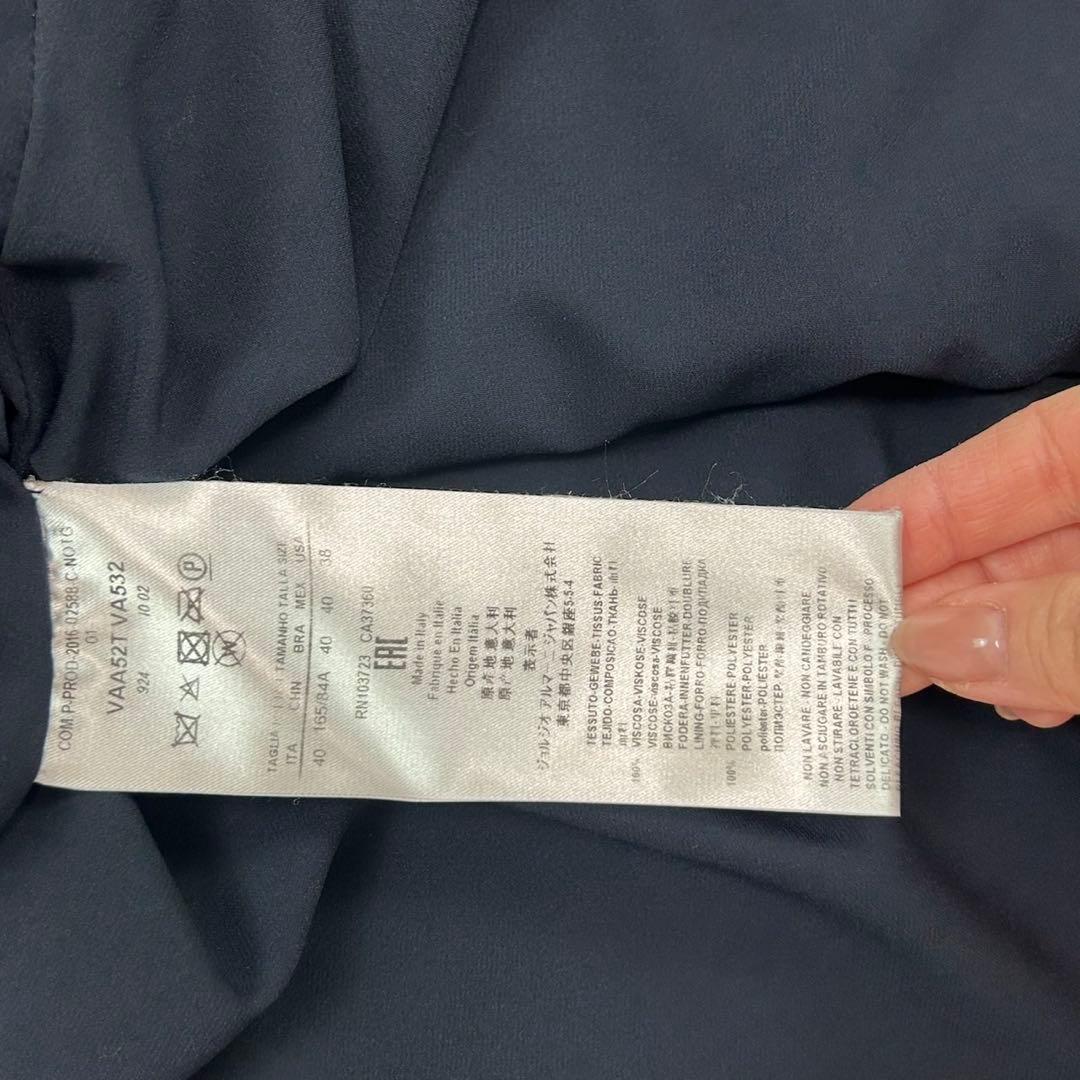 COM P.PROD-2016 02588 C-NOTG
01
VAA52T VA532
924 10 02
P
W
TAGLIA TAMANHO TALLA SIZE
ITA CHN BRA MEX USA
40 165/84A 40 40 38
RN103723 CA37360
EAC
Made in Italy
Fabriqué en Italie
Hecho En Italia
Origem Itália
原产地 意大利
原產地 意大利
表示者
ジョルジオ アルマーニ ジャパン株式会社
東京都中央区銀座5-5-4
TESSUTO-GEWEBE-TISSUS-FABRIC
TEJIDO-COMPOSICAO-ТКАНЬ-面料
100% VISCOSA-VISKOSE-VISCOSE
VISCOSE-viscosa-VISCOSE
FODERA-INNENFUTTER-DOUBLURE
LINING-FORRO-FORRO-ПОДКЛАДКА
100% POLIESTERE-POLYESTER
POLYESTER-POLYESTER
poliester-POLIÉSTER
NON LAVARE. NON CANDEGGIARE.
NON ASCIUGARE IN TAMBURO ROTATIVO
NON STIRARE - LAVABILE CON
TETRACLOROETENE E CON TUTTI I
SOLVENTI CON SIMBOLO F - PROCESSO
DELICATO - DO NOT WASH. DO NOT